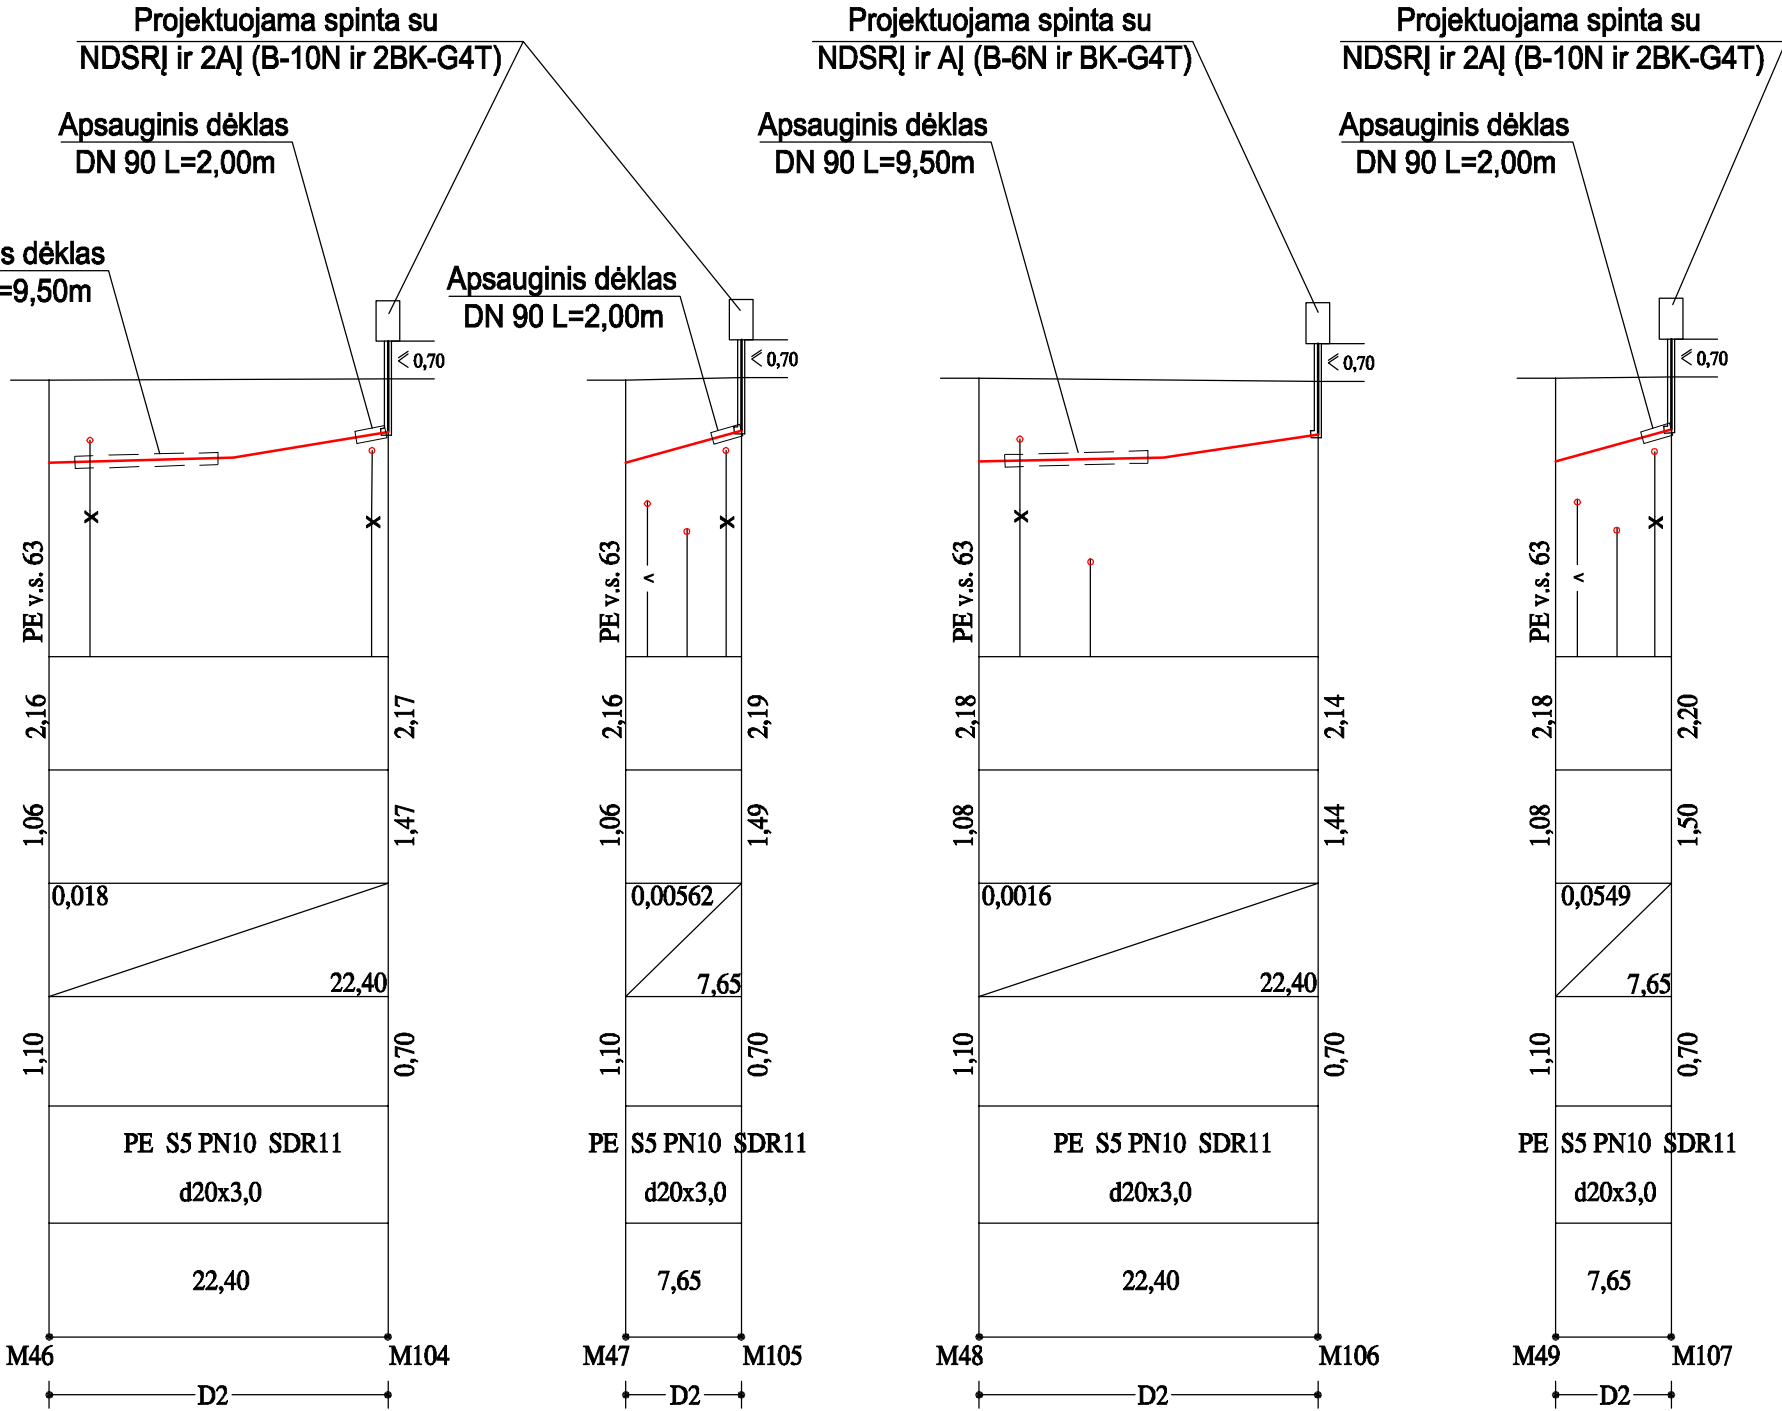 Projektuojama spinta su
NDSRĮ ir 2AĮ (B-10N ir 2BK-G4T)
Projektuojama spinta su
NDSRĮ ir AĮ (B-6N ir BK-G4T)
Projektuojama spinta su
NDSRĮ ir 2AĮ (B-10N ir 2BK-G4T)
Apsauginis dėklas
DN 90 L=2,00m
Apsauginis dėklas
DN 90 L=9,50m
Apsauginis dėklas
DN 90 L=2,00m
s dėklas
=9,50m
Apsauginis dėklas
DN 90 L=2,00m
≤ 0,70
≤ 0,70
≤ 0,70
≤ 0,70
PE v.s. 63
PE v.s. 63
PE v.s. 63
PE v.s. 63
2,16 2,17 2,16 2,19 2,18 2,14 2,18 2,20
1,06 1,47 1,06 1,49 1,08 1,44 1,08 1,50
0,018 0,00562 0,0016 0,0549
22,40 7,65 22,40 7,65
1,10 0,70 1,10 0,70 1,10 0,70 1,10 0,70
PE S5 PN10 SDR11
d20x3,0
PE S5 PN10 SDR11
d20x3,0
PE S5 PN10 SDR11
d20x3,0
PE S5 PN10 SDR11
d20x3,0
22,40 7,65 22,40 7,65
M46 M104 M47 M105 M48 M106 M49 M107
D2 D2 D2 D2